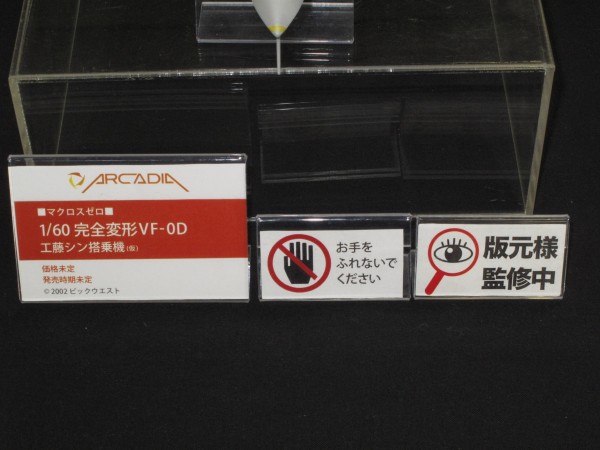 ARCADIA
■マクロスゼロ■
1/60 完全変形VF-0D
工藤シン搭乗機(仮)
価格未定
発売時期未定
©2002 ビックウエスト
お手を
ふれないで
ください
版元様
監修中